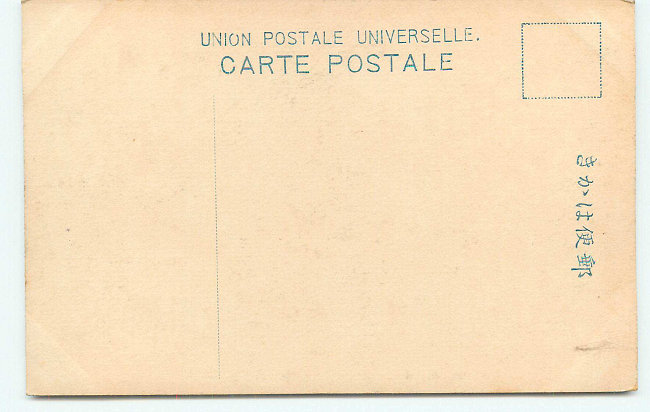 UNION POSTALE UNIVERSELLE.
CARTE POSTALE
郵便はかき